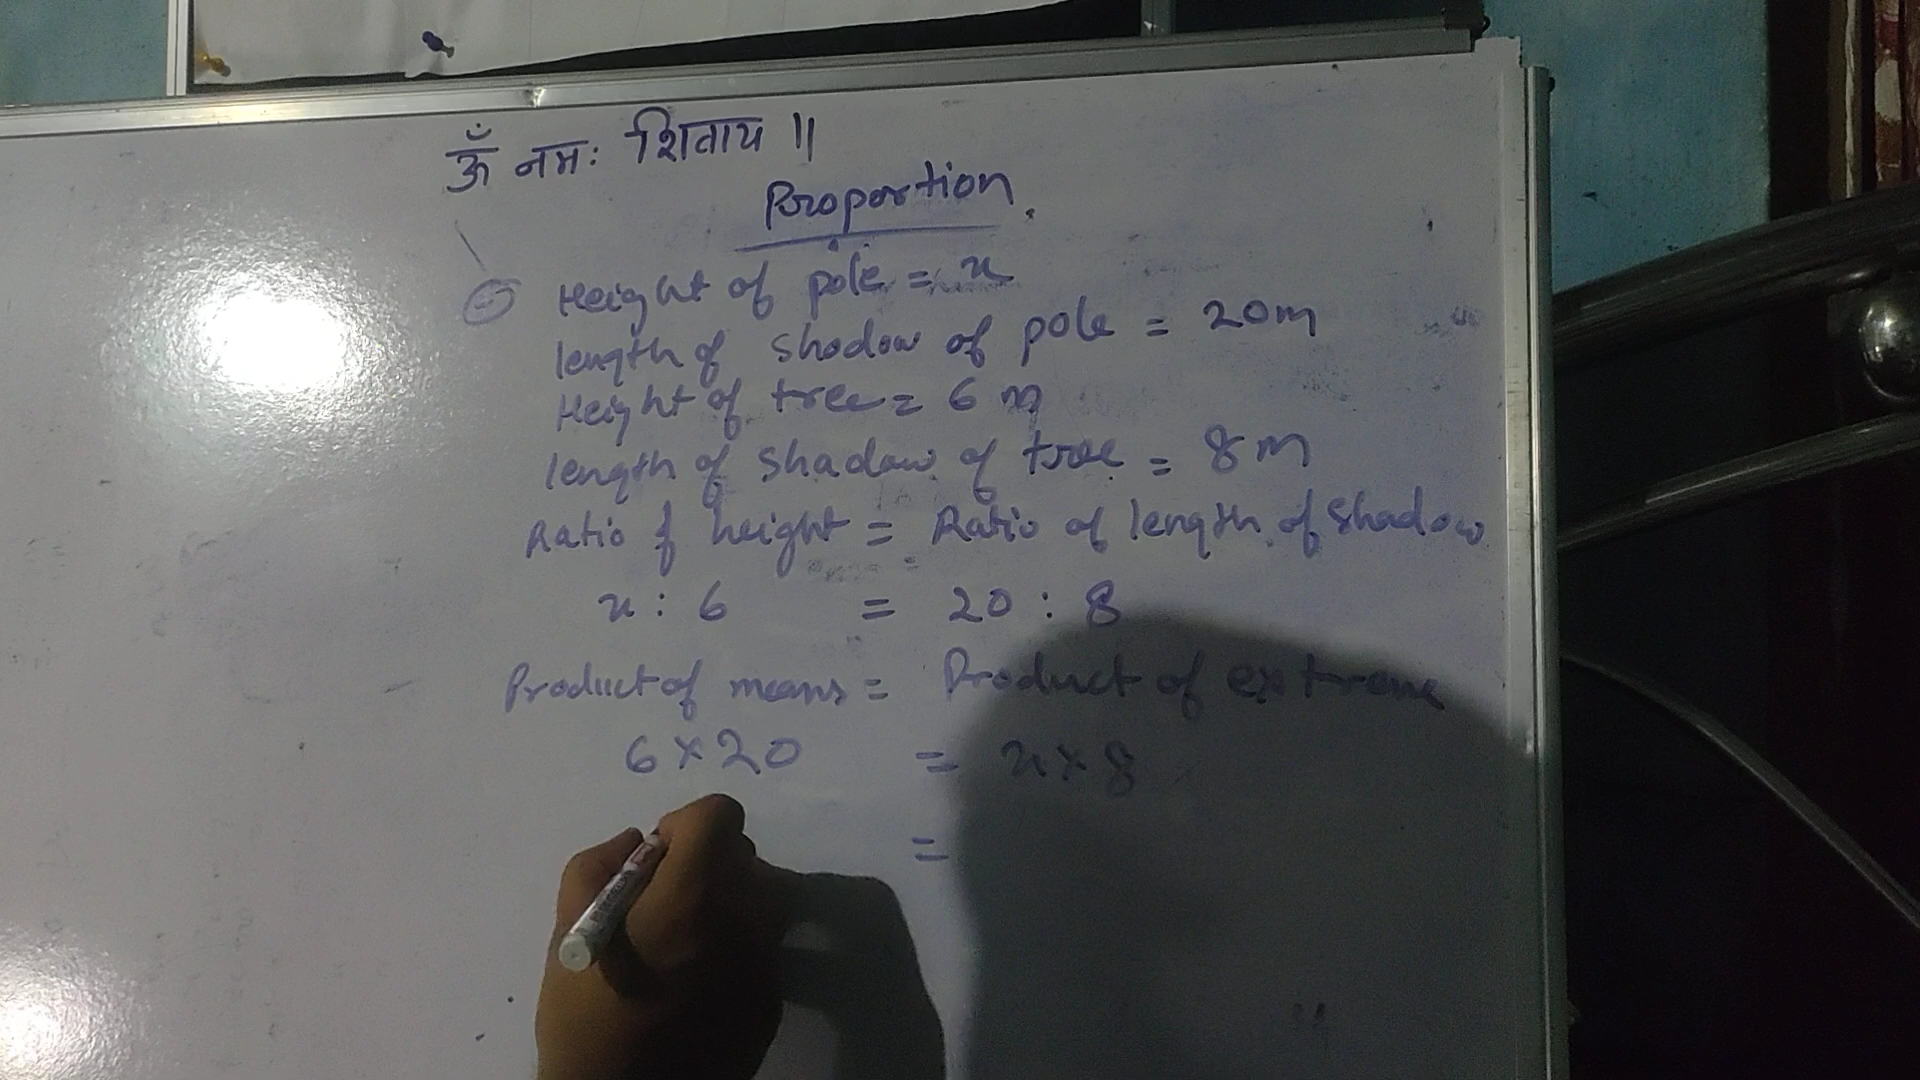 ॐ नमः शिवाय ||
Proportion.
Height of pole = x
length of shadow of pole = 20m
Height of tree = 6 m
length of shadow of tree = 8m
Ratio of height = Ratio of length of shadow
x : 6 = 20 : 8
Product of means = Product of extreme
6 × 20 = x × 8
=